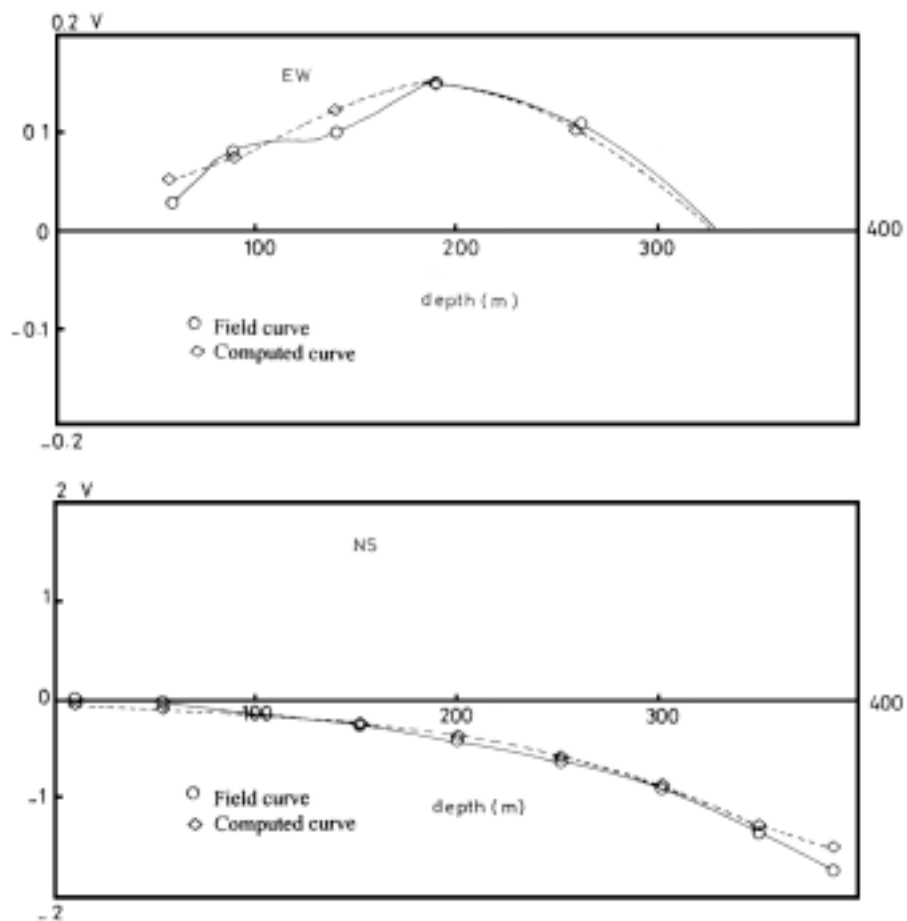 0.2 V
EW
0.1
0
100
200
300
400
depth (m)
-0.1
Field curve
Computed curve
-0.2
2 V
NS
1
0
100
200
300
400
-1
Field curve
depth (m)
Computed curve
-2